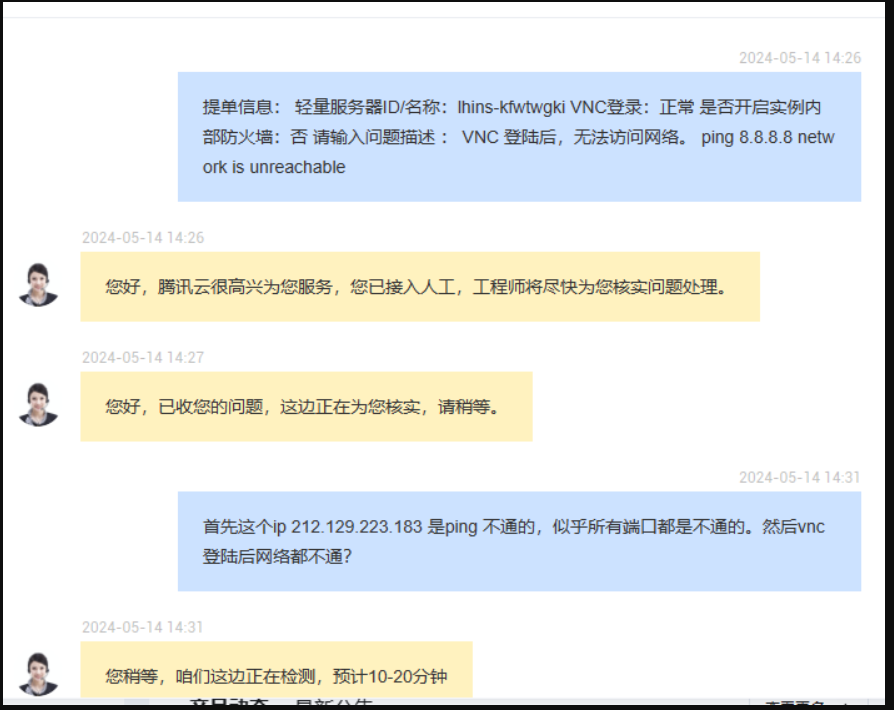 2024-05-14 14:26
提单信息： 轻量服务器ID/名称：lhins-kfwtwgki VNC登录：正常 是否开启实例内
部防火墙：否 请输入问题描述 ： VNC 登陆后，无法访问网络。 ping 8.8.8.8 netw
ork is unreachable
2024-05-14 14:26
您好，腾讯云很高兴为您服务，您已接入人工，工程师将尽快为您核实问题处理。
2024-05-14 14:27
您好，已收您的问题，这边正在为您核实，请稍等。
2024-05-14 14:31
首先这个ip 212.129.223.183 是ping 不通的，似乎所有端口都是不通的。然后vnc
登陆后网络都不通？
2024-05-14 14:31
您稍等，咱们这边正在检测，预计10-20分钟
产品动态 最新公告